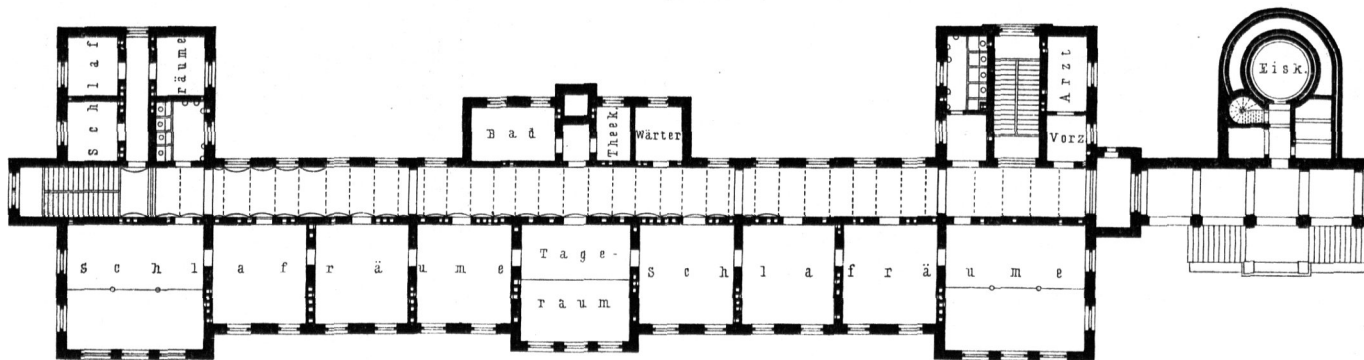 Schlaf
räume
Bad
Theek.
Wärter
Arzt
Vorz
Eisk.
Schlafräume
Tage-
raum
Schlafräume